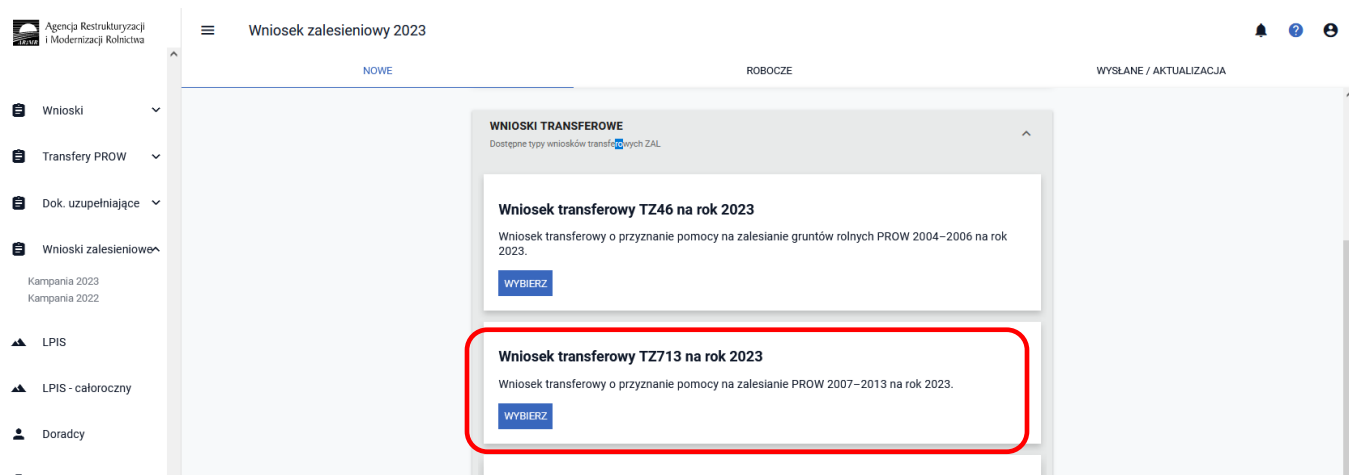 Agencja Restrukturyzacji
i Modernizacji Rolnictwa
ARiMR
Wniosek zalesieniowy 2023
NOWE
ROBOCZE
WYSŁANE / AKTUALIZACJA
Wnioski
Transfery PROW
Dok. uzupełniające
Wnioski zalesieniowe
Kampania 2023
Kampania 2022
LPIS
LPIS - całoroczny
Doradcy
WNIOSKI TRANSFEROWE
Dostępne typy wniosków transferowych ZAL
Wniosek transferowy TZ46 na rok 2023
Wniosek transferowy o przyznanie pomocy na zalesianie gruntów rolnych PROW 2004–2006 na rok
2023.
WYBIERZ
Wniosek transferowy TZ713 na rok 2023
Wniosek transferowy o przyznanie pomocy na zalesianie PROW 2007–2013 na rok 2023.
WYBIERZ